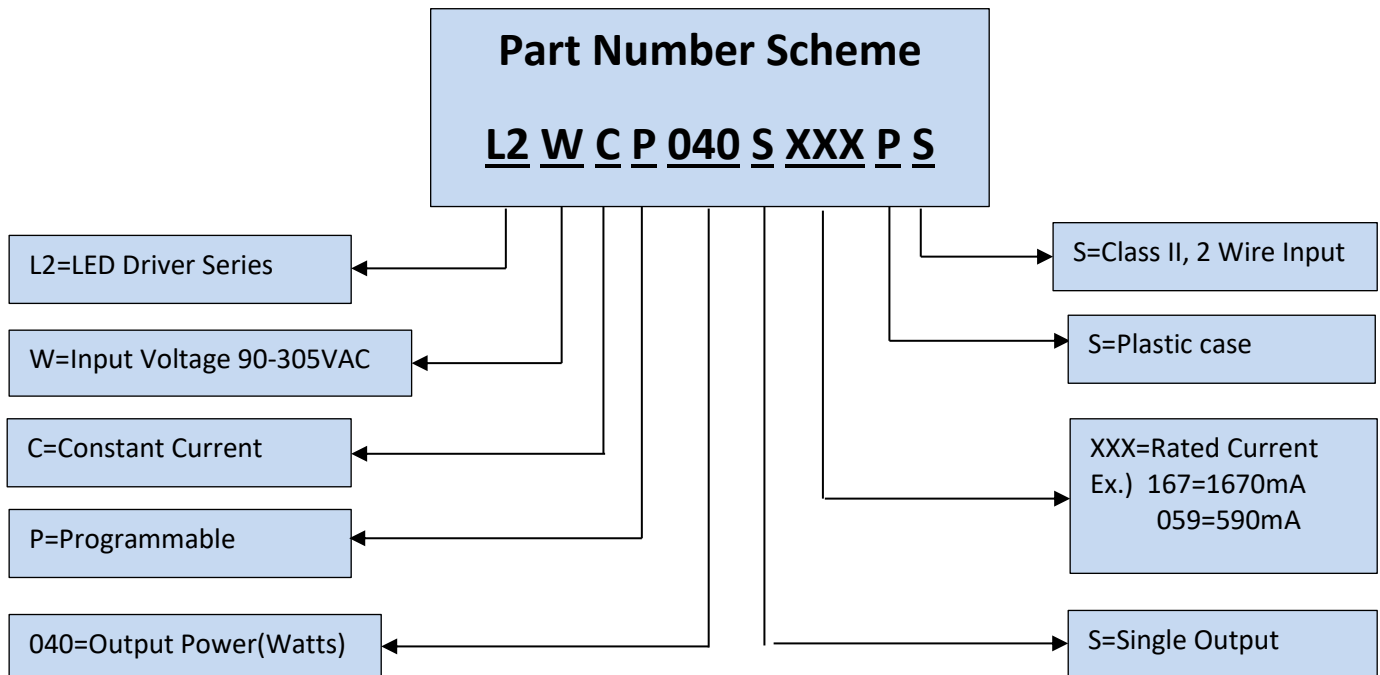 Part Number Scheme
L2 W C P 040 S XXX P S
L2=LED Driver Series
W=Input Voltage 90-305VAC
C=Constant Current
P=Programmable
040=Output Power(Watts)
S=Class II, 2 Wire Input
S=Plastic case
XXX=Rated Current
Ex.) 167=1670mA
059=590mA
S=Single Output